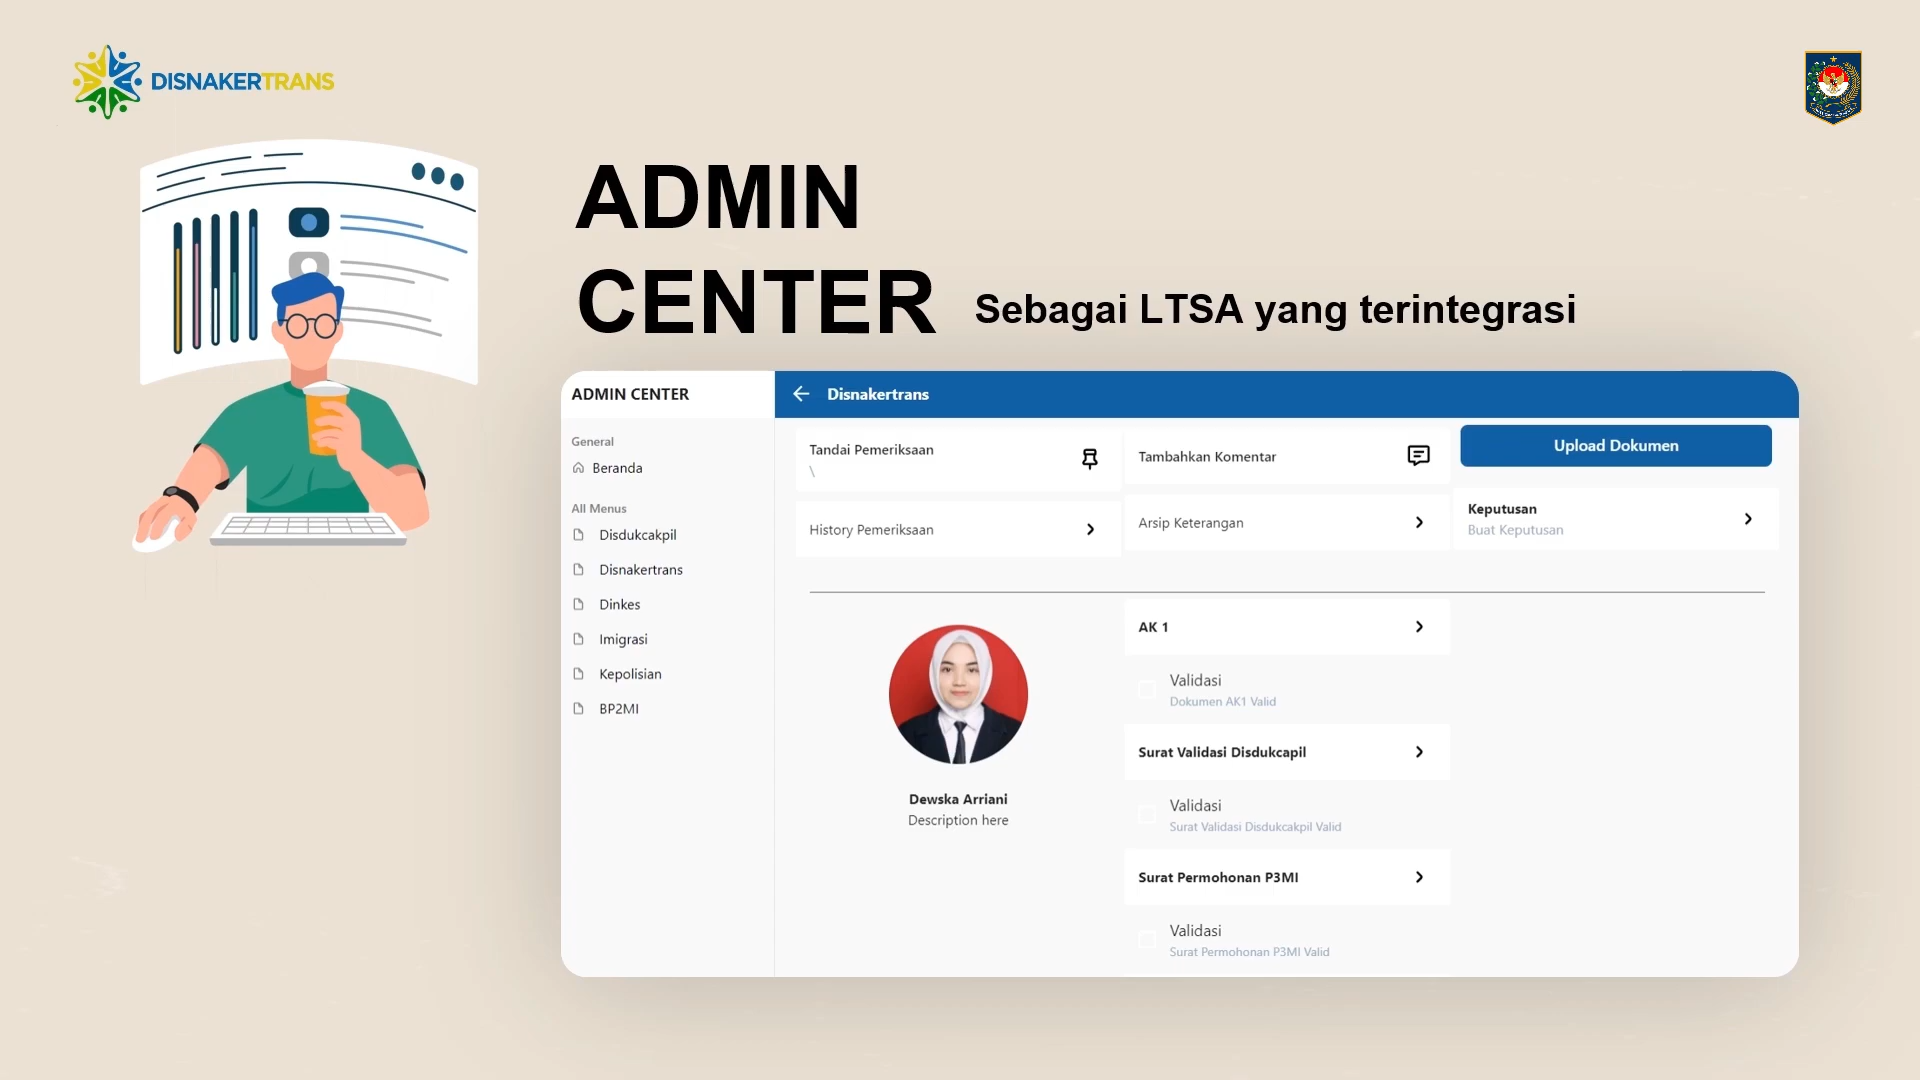 DISNAKERTRANS
ADMIN
CENTER
Sebagai LTSA yang terintegrasi
ADMIN CENTER
Disnakertrans
General
Beranda
All Menus
Disdukcakpil
Disnakertrans
Dinkes
Imigrasi
Kepolisian
BP2MI
Tandai Pemeriksaan
\
History Pemeriksaan
Tambahkan Komentar
Arsip Keterangan
Upload Dokumen
Keputusan
Buat Keputusan
Dewska Arriani
Description here
AK 1
Validasi
Dokumen AK1 Valid
Surat Validasi Disdukcapil
Validasi
Surat Validasi Disdukcakpil Valid
Surat Permohonan P3MI
Validasi
Surat Permohonan P3MI Valid